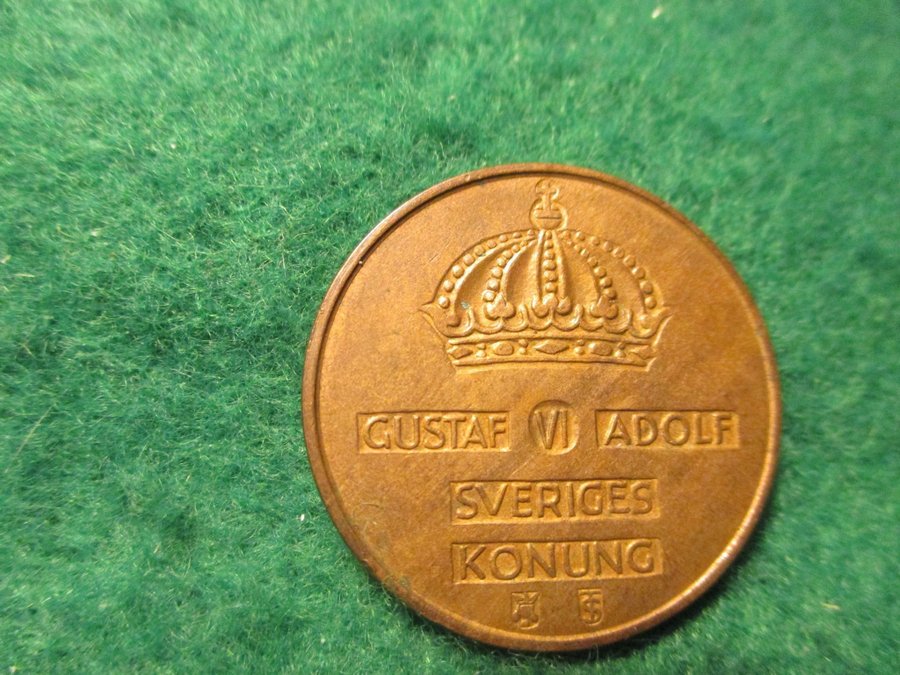 GUSTAF VI ADOLF
SVERIGES
KONUNG